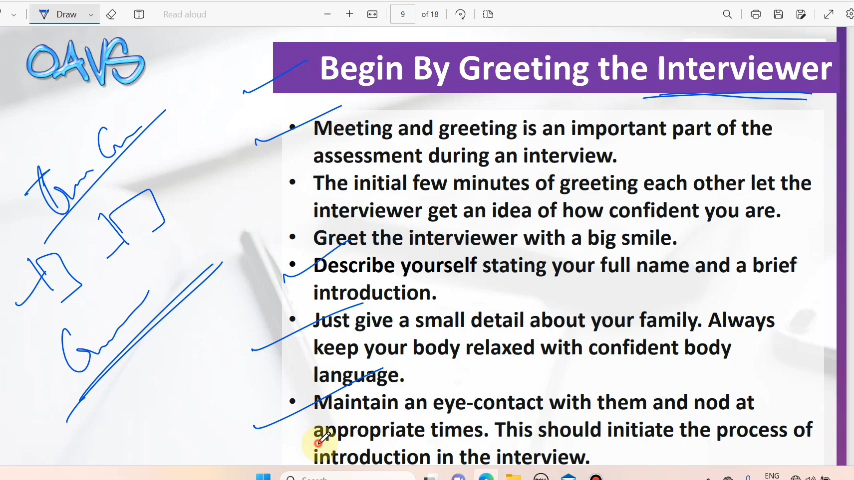 Draw
Read aloud
9 of 18
OAVS
Begin By Greeting the Interviewer
• Meeting and greeting is an important part of the
assessment during an interview.
• The initial few minutes of greeting each other let the
interviewer get an idea of how confident you are.
• Greet the interviewer with a big smile.
• Describe yourself stating your full name and a brief
introduction.
• Just give a small detail about your family. Always
keep your body relaxed with confident body
language.
• Maintain an eye-contact with them and nod at
appropriate times. This should initiate the process of
introduction in the interview.
Search
ENG